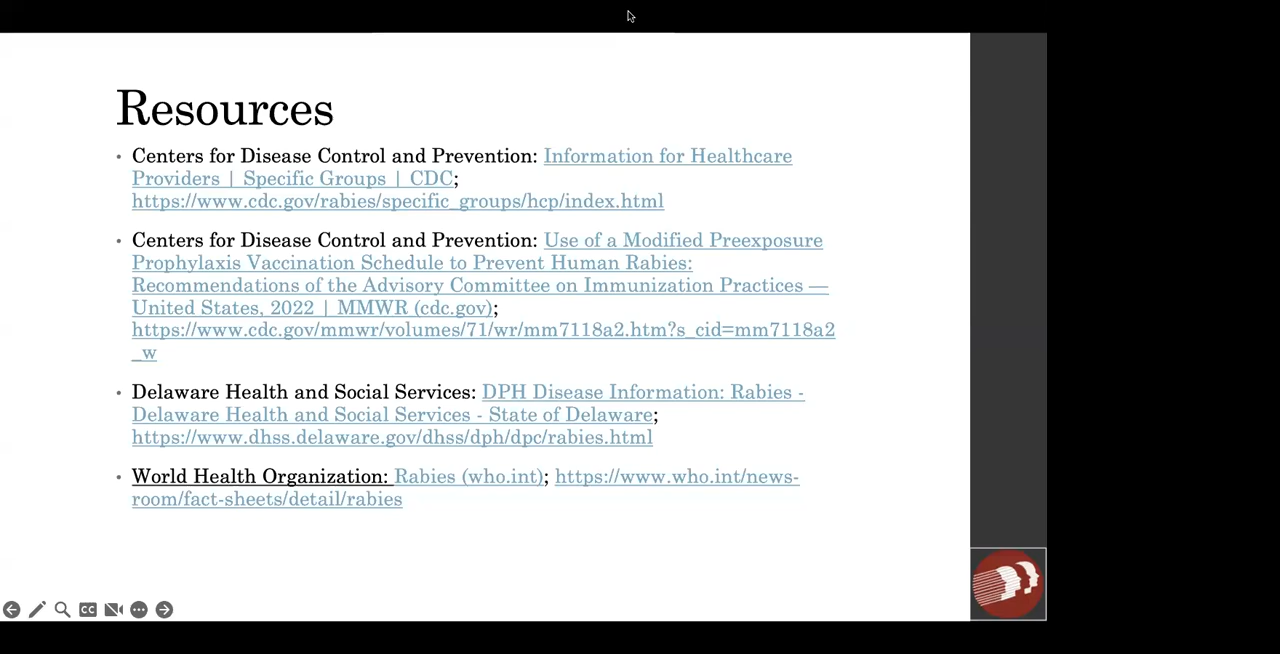 Resources
• Centers for Disease Control and Prevention: Information for Healthcare
Providers | Specific Groups | CDC;
https://www.cdc.gov/rabies/specific_groups/hcp/index.html
• Centers for Disease Control and Prevention: Use of a Modified Preexposure
Prophylaxis Vaccination Schedule to Prevent Human Rabies:
Recommendations of the Advisory Committee on Immunization Practices —
United States, 2022 | MMWR (cdc.gov);
https://www.cdc.gov/mmwr/volumes/71/wr/mm7118a2.htm?s_cid=mm7118a2
_w
• Delaware Health and Social Services: DPH Disease Information: Rabies -
Delaware Health and Social Services - State of Delaware;
https://www.dhss.delaware.gov/dhss/dph/dpc/rabies.html
• World Health Organization: Rabies (who.int); https://www.who.int/news-
room/fact-sheets/detail/rabies
CC